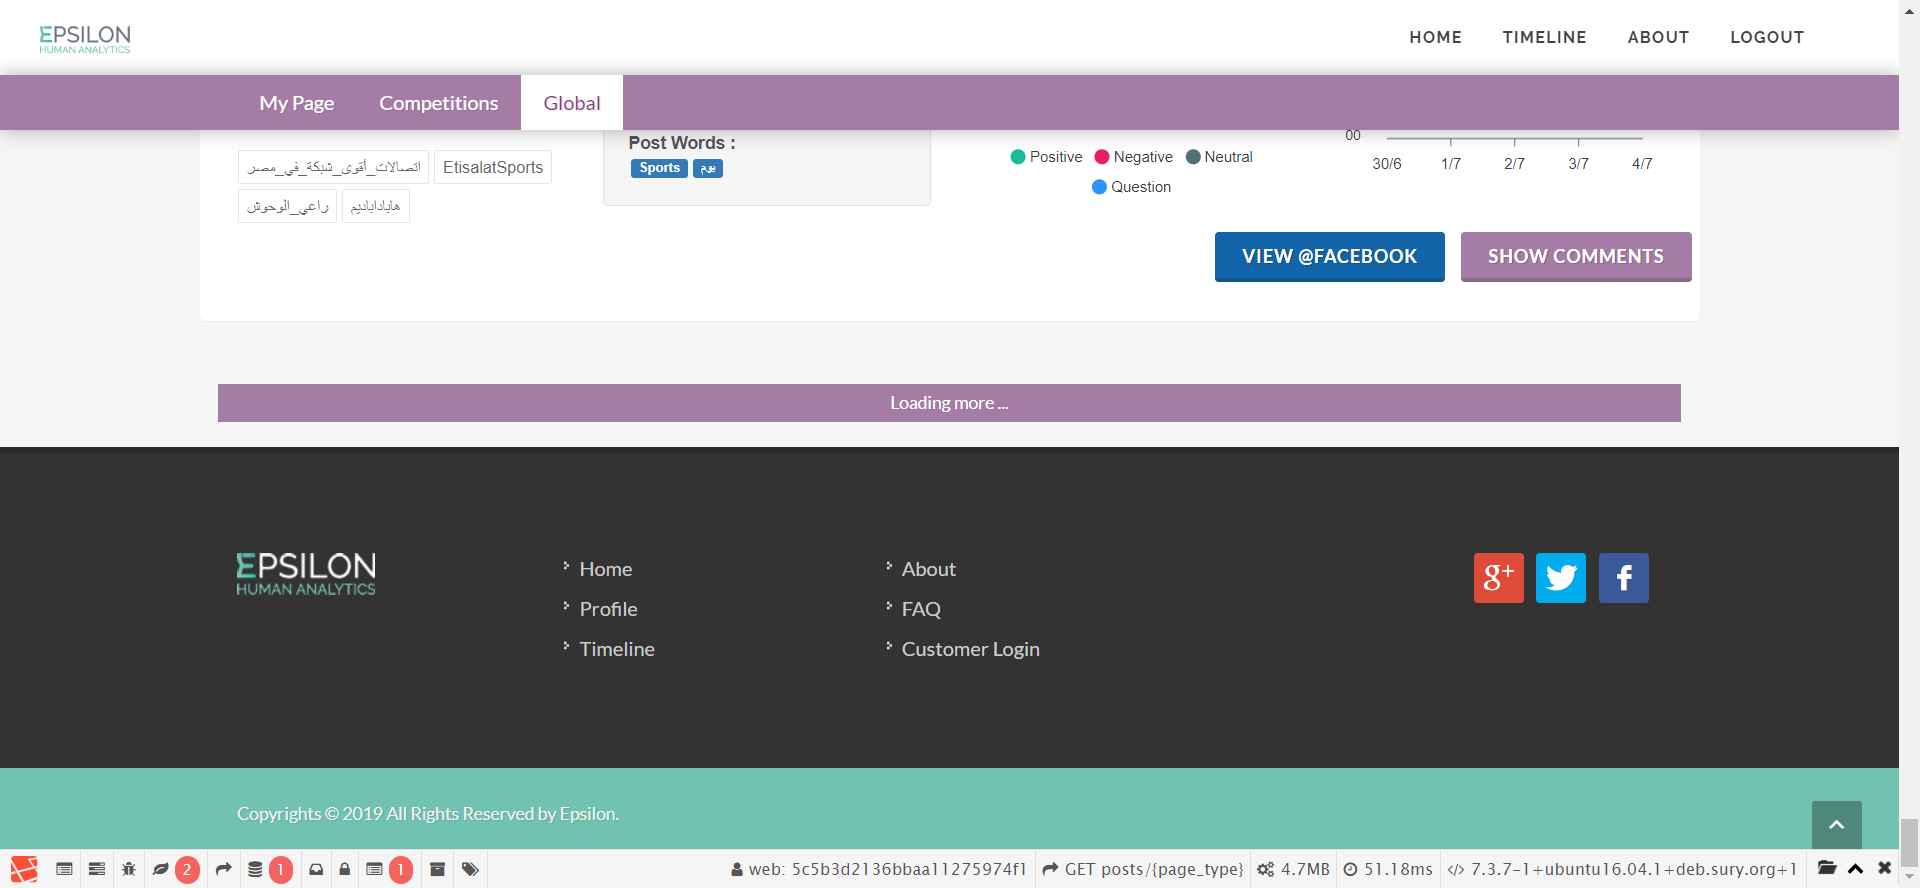 EPSILON
HUMAN ANALYTICS
HOME TIMELINE ABOUT LOGOUT
My Page Competitions Global
اتصالات_أقوى_شبكة_في_مصر EtisalatSports
راعي_الوحوش هاباداباديم
Post Words :
Sports يوم
Positive Negative Neutral
Question
00
30/6 1/7 2/7 3/7 4/7
VIEW @FACEBOOK SHOW COMMENTS
Loading more ...
EPSILON
HUMAN ANALYTICS
Home
Profile
Timeline
About
FAQ
Customer Login
g+ f
Copyrights © 2019 All Rights Reserved by Epsilon.
2 1 1 web: 5c5b3d2136bbaa11275974f1 GET posts/{page_type} 4.7MB 51.18ms </> 7.3.7-1+ubuntu16.04.1+deb.sury.org+1